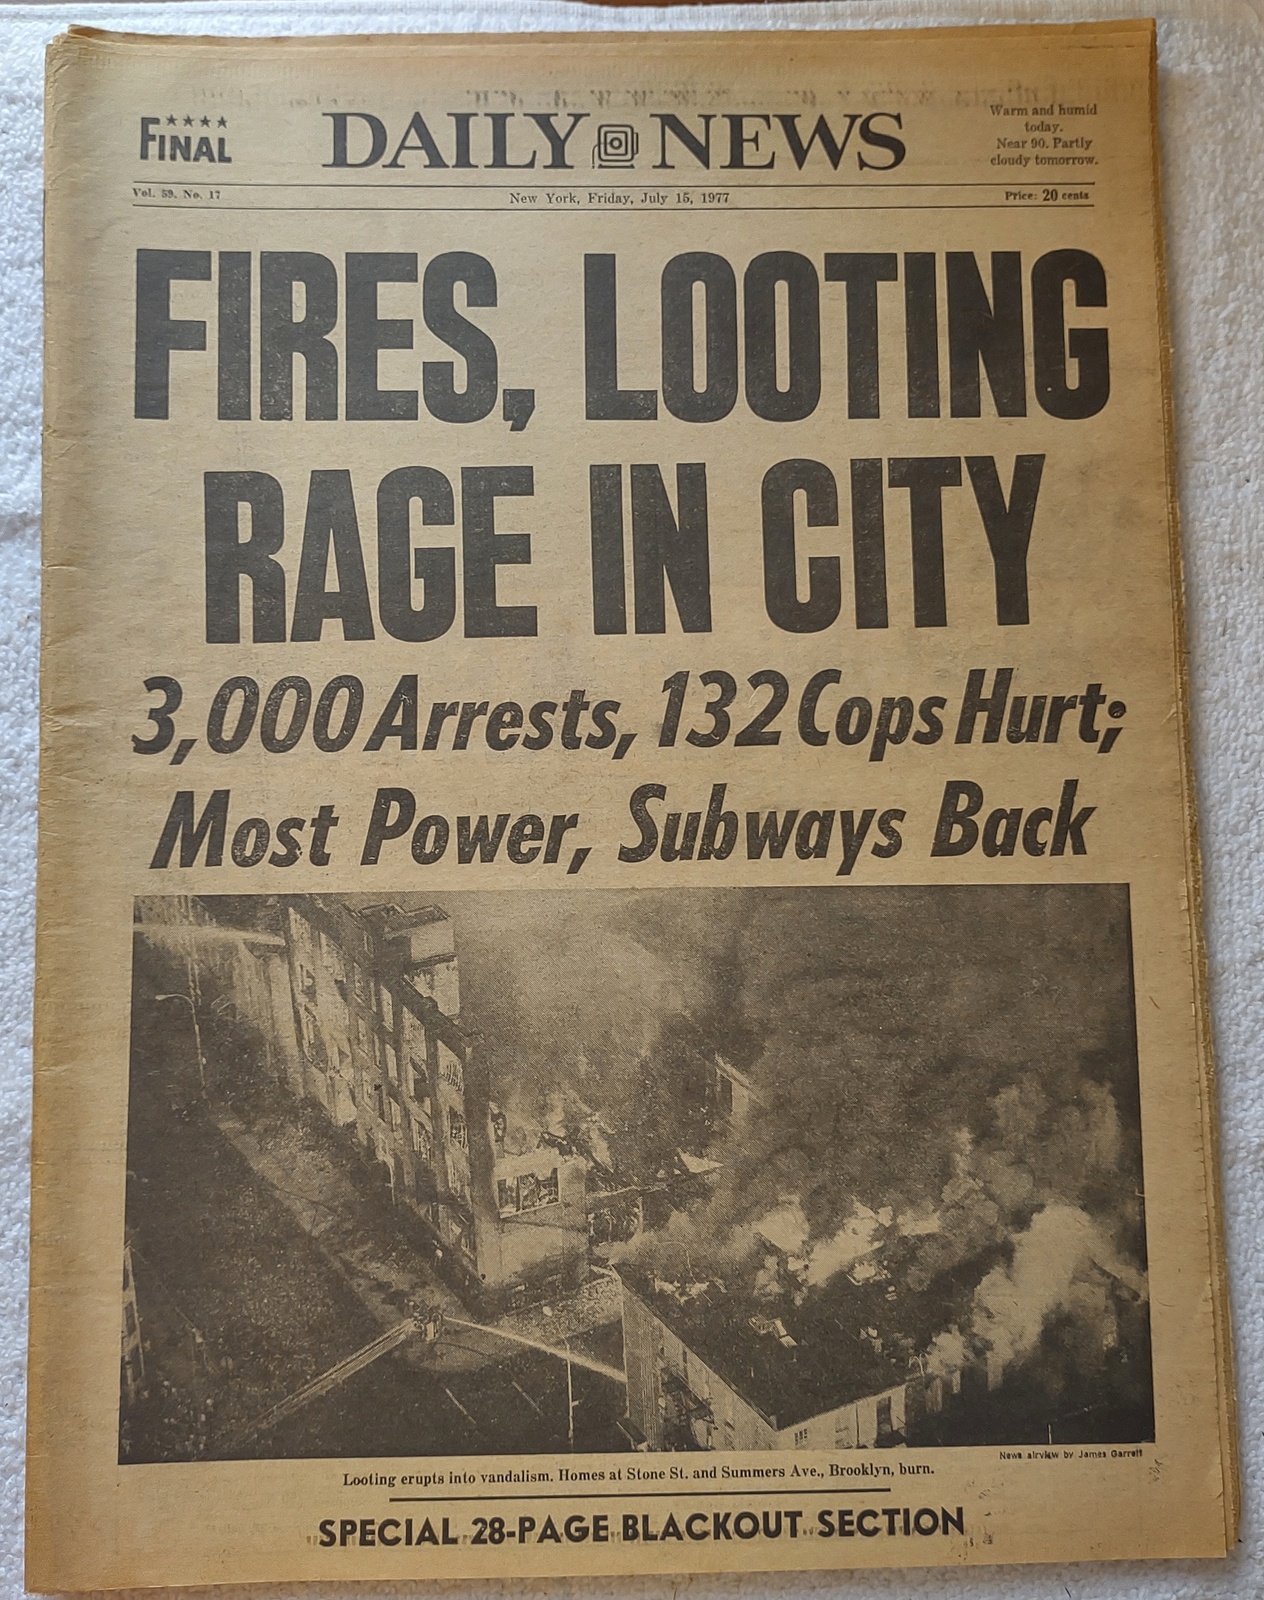 ★★★★
FINAL
DAILY NEWS
Warm and humid
today.
Near 90. Partly
cloudy tomorrow.
Vol. 59. No. 17
New York, Friday, July 15, 1977
Price: 20 cents
FIRES, LOOTING
RAGE IN CITY
3,000 Arrests, 132 Cops Hurt;
Most Power, Subways Back
News airview by James Garrett
Looting erupts into vandalism. Homes at Stone St. and Summers Ave., Brooklyn, burn.
SPECIAL 28-PAGE BLACKOUT SECTION